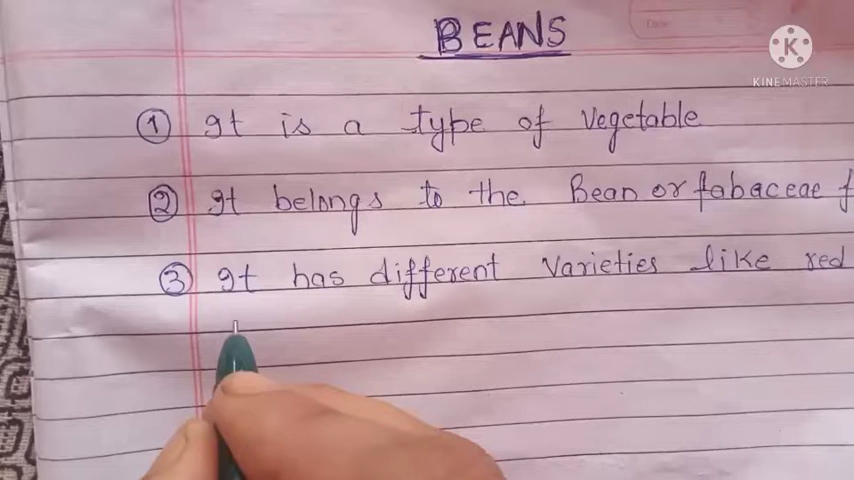 BEANS
Date
KINEMASTER
① It is a type of vegetable
② It belongs to the Bean or fabaceae f
③ It has different varieties like red